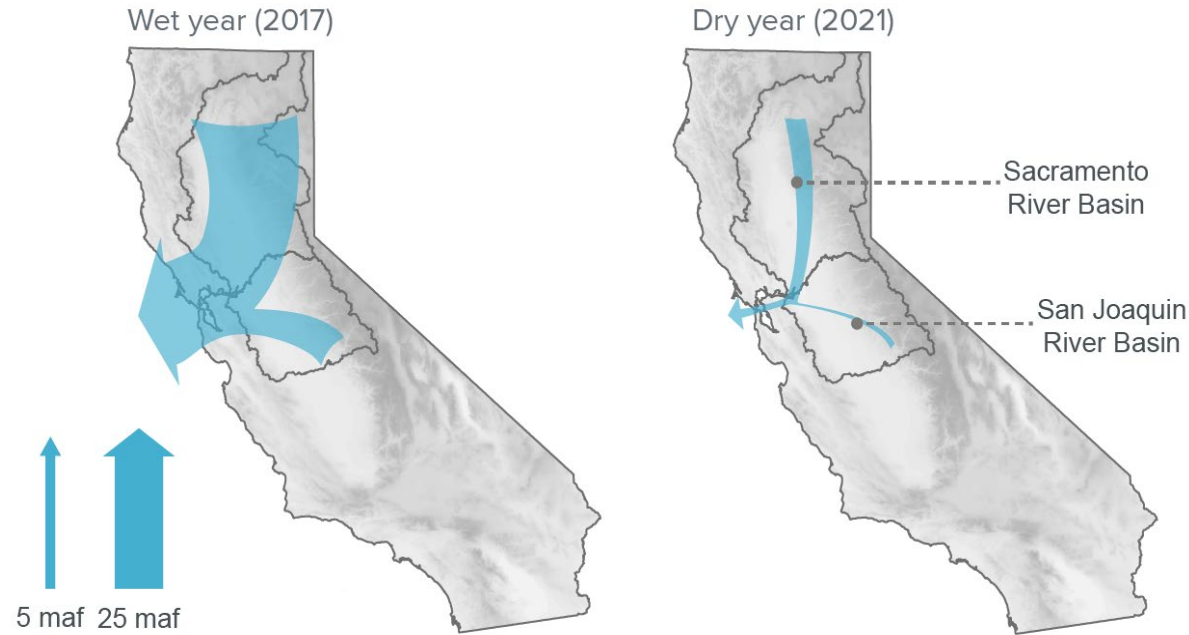 Wet year (2017)
Dry year (2021)
Sacramento
River Basin
San Joaquin
River Basin
5 maf
25 maf